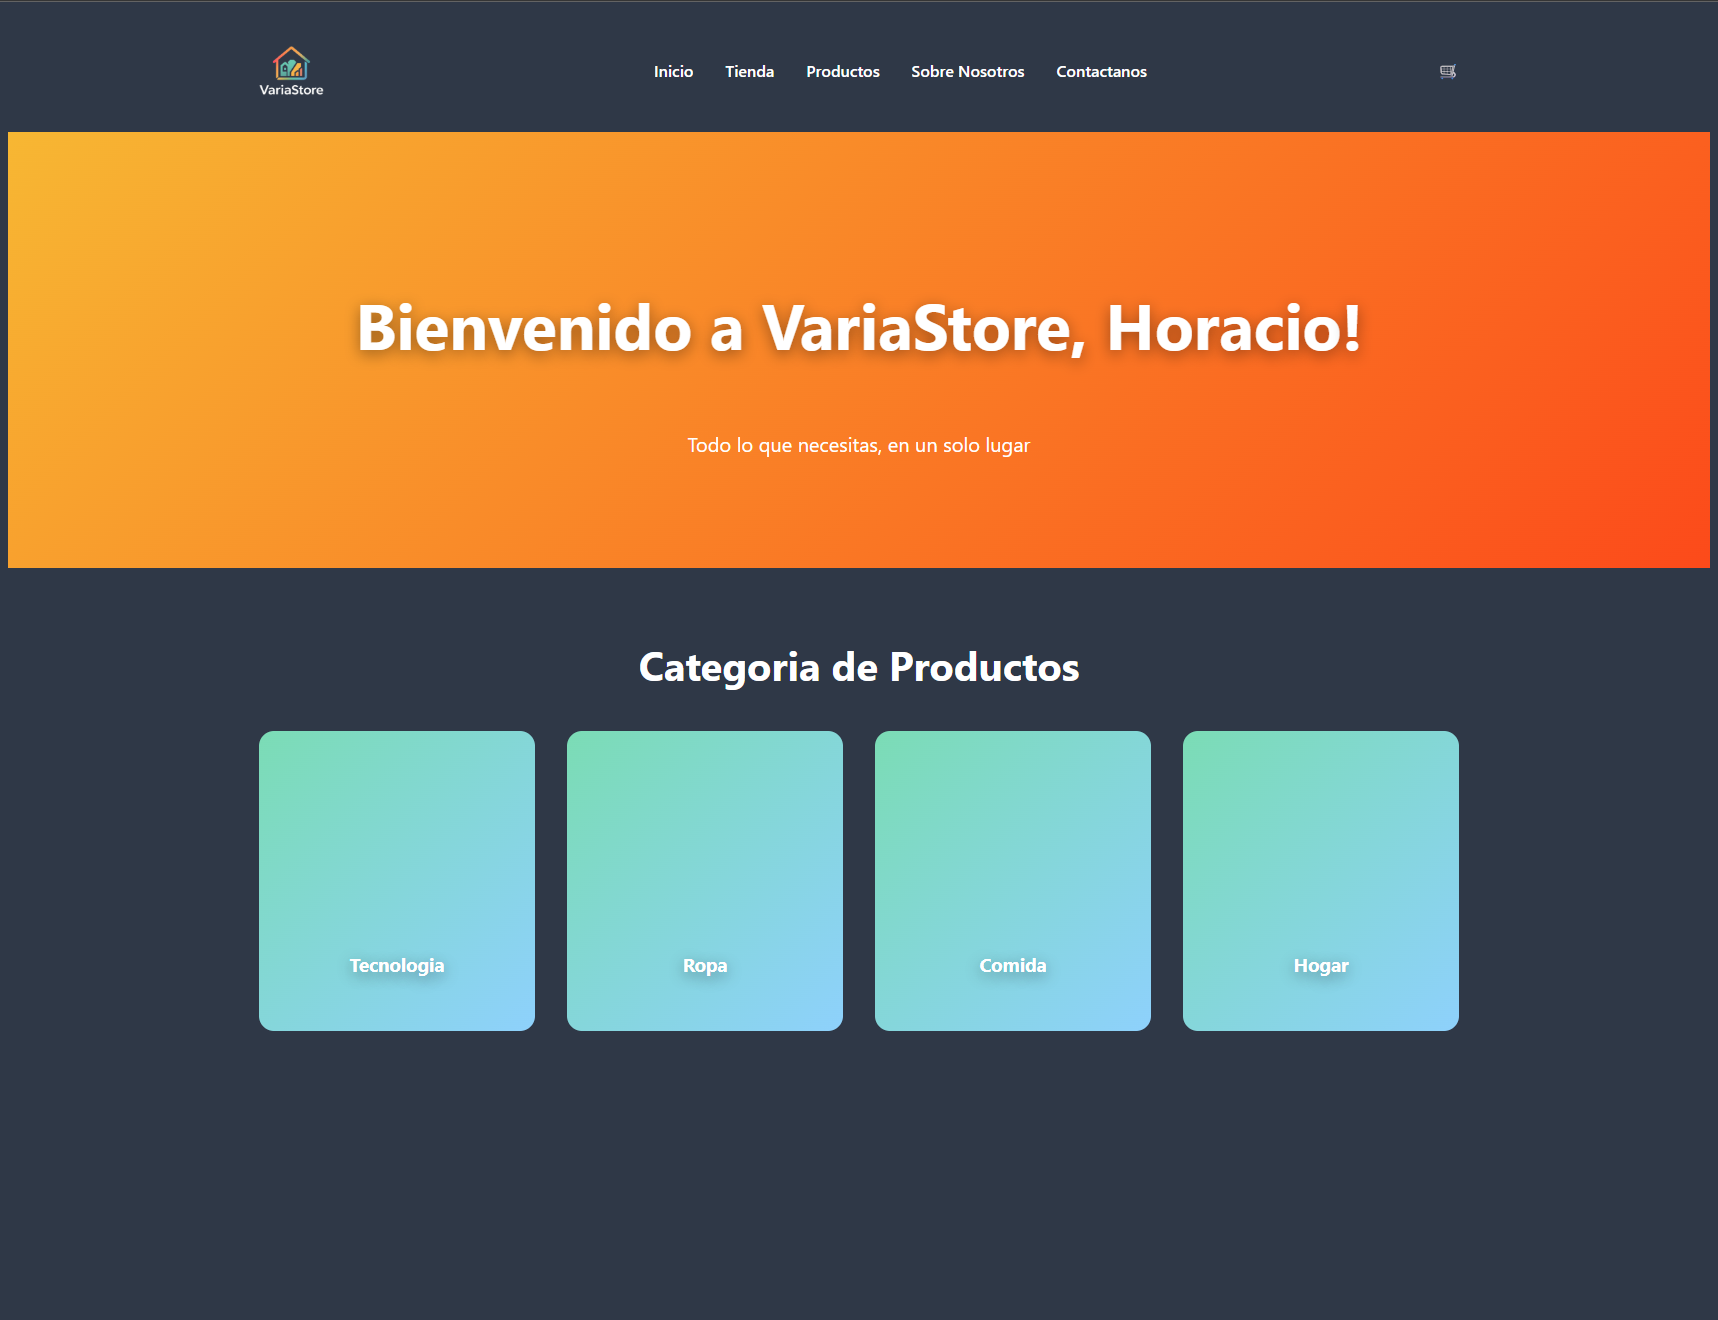 VariaStore
Inicio Tienda Productos Sobre Nosotros Contactanos
Bienvenido a VariaStore, Horacio!
Todo lo que necesitas, en un solo lugar
Categoria de Productos
Tecnologia Ropa Comida Hogar